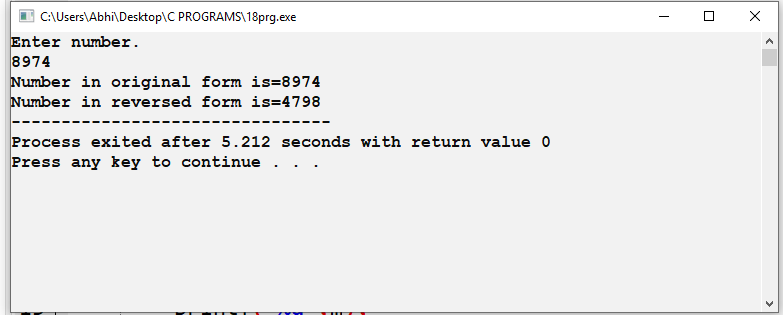 C:\Users\Abhi\Desktop\C PROGRAMS\18prg.exe
Enter number.
8974
Number in original form is=8974
Number in reversed form is=4798
--------------------------------
Process exited after 5.212 seconds with return value 0
Press any key to continue . . .